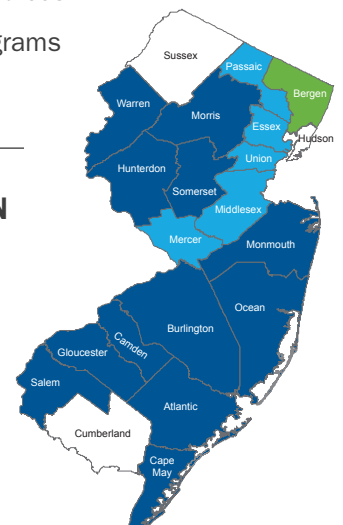 grams
N
Sussex
Passaic
Bergen
Warren
Morris
Essex
Hudson
Union
Hunterdon
Somerset
Middlesex
Mercer
Monmouth
Ocean
Burlington
Camden
Gloucester
Salem
Atlantic
Cumberland
Cape
May